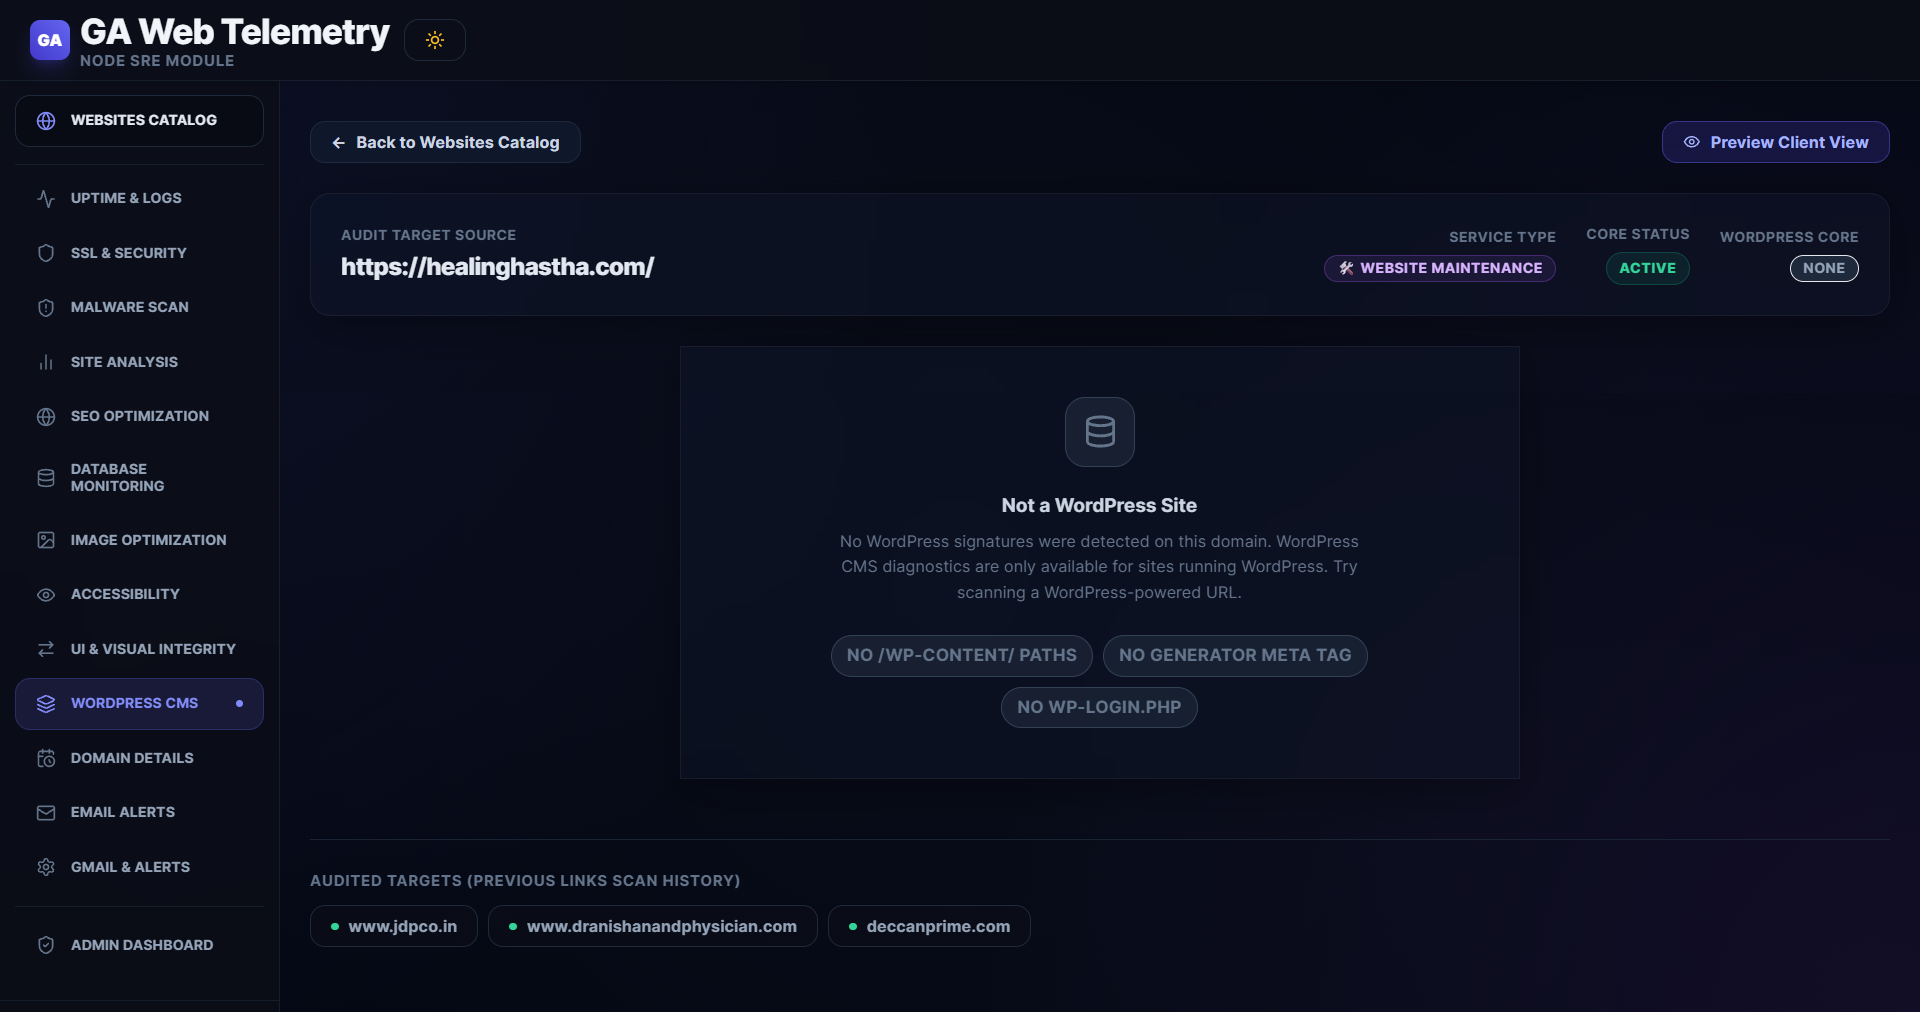 GA
GA Web Telemetry
NODE SRE MODULE
WEBSITES CATALOG
UPTIME & LOGS
SSL & SECURITY
MALWARE SCAN
SITE ANALYSIS
SEO OPTIMIZATION
DATABASE
MONITORING
IMAGE OPTIMIZATION
ACCESSIBILITY
UI & VISUAL INTEGRITY
WORDPRESS CMS
DOMAIN DETAILS
EMAIL ALERTS
GMAIL & ALERTS
ADMIN DASHBOARD
Back to Websites Catalog
Preview Client View
AUDIT TARGET SOURCE
https://healinghastha.com/
SERVICE TYPE
WEBSITE MAINTENANCE
CORE STATUS
ACTIVE
WORDPRESS CORE
NONE
Not a WordPress Site
No WordPress signatures were detected on this domain. WordPress
CMS diagnostics are only available for sites running WordPress. Try
scanning a WordPress-powered URL.
NO /WP-CONTENT/ PATHS
NO GENERATOR META TAG
NO WP-LOGIN.PHP
AUDITED TARGETS (PREVIOUS LINKS SCAN HISTORY)
www.jdpco.in
www.dranishanandphysician.com
deccanprime.com